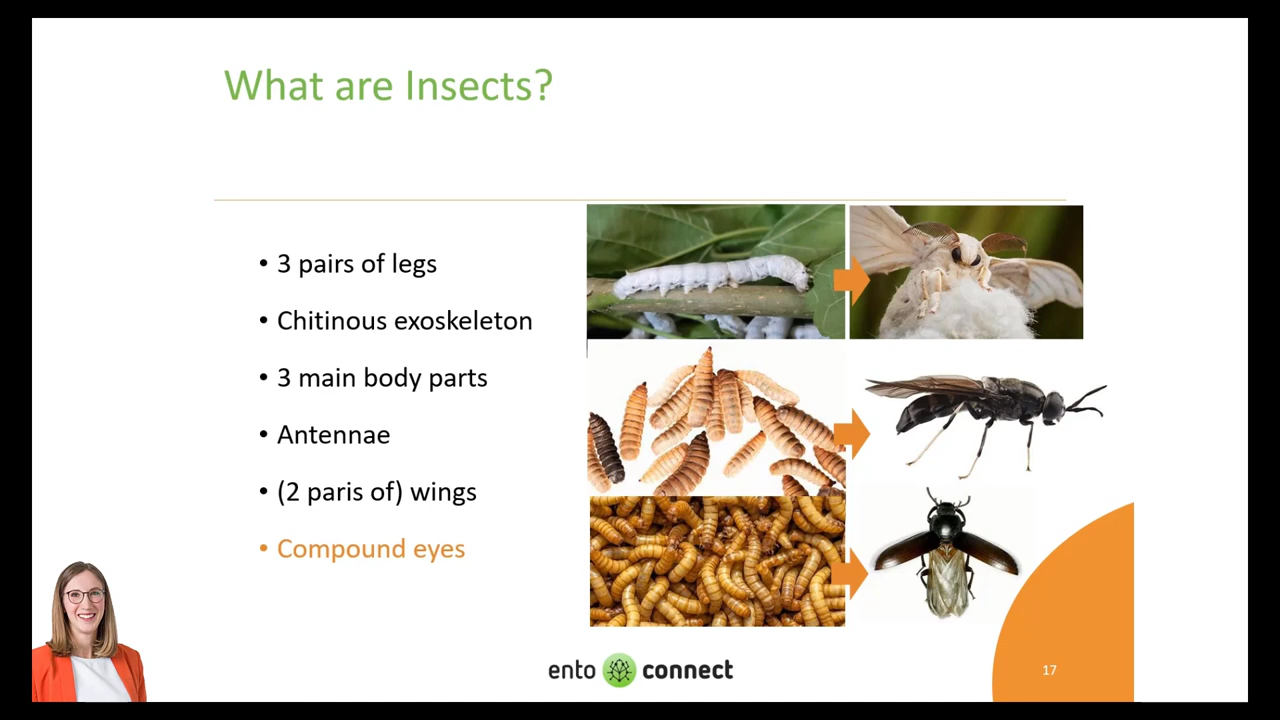 What are Insects?
• 3 pairs of legs
• Chitinous exoskeleton
• 3 main body parts
• Antennae
• (2 paris of) wings
• Compound eyes
ento connect
17